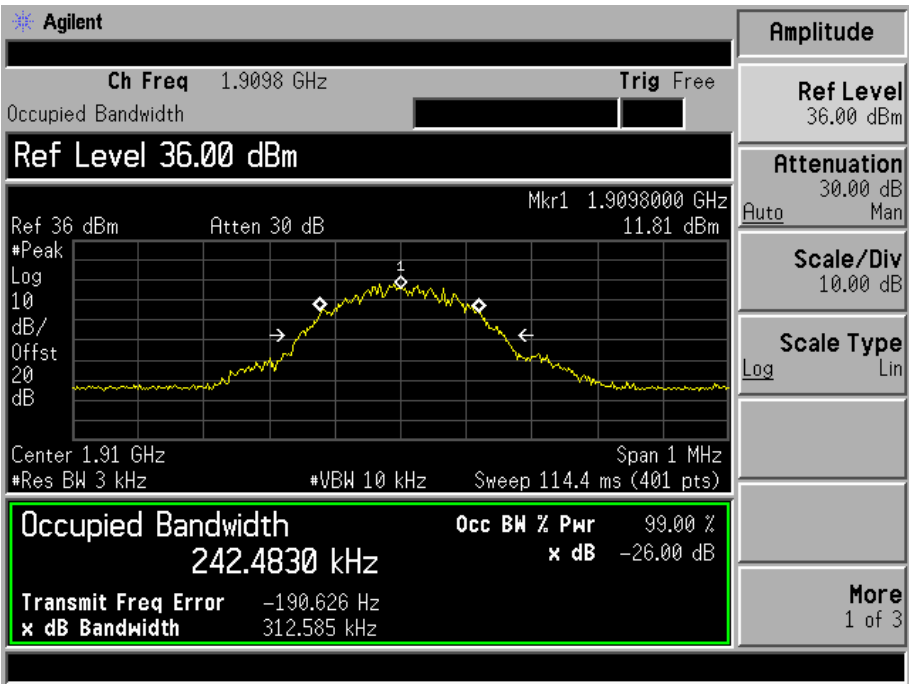 Agilent
Amplitude
Ch Freq 1.9098 GHz Trig Free
Occupied Bandwidth
Ref Level 36.00 dBm
Ref Level
36.00 dBm
Attenuation
30.00 dB
Auto Man
Scale/Div
10.00 dB
Scale Type
Log Lin
More
1 of 3
Mkr1 1.9098000 GHz
Ref 36 dBm Atten 30 dB 11.81 dBm
#Peak
Log
10
dB/
Offst
20
dB
1
Center 1.91 GHz Span 1 MHz
#Res BW 3 kHz #VBW 10 kHz Sweep 114.4 ms (401 pts)
Occupied Bandwidth Occ BW % Pwr 99.00 %
242.4830 kHz x dB -26.00 dB
Transmit Freq Error -190.626 Hz
x dB Bandwidth 312.585 kHz